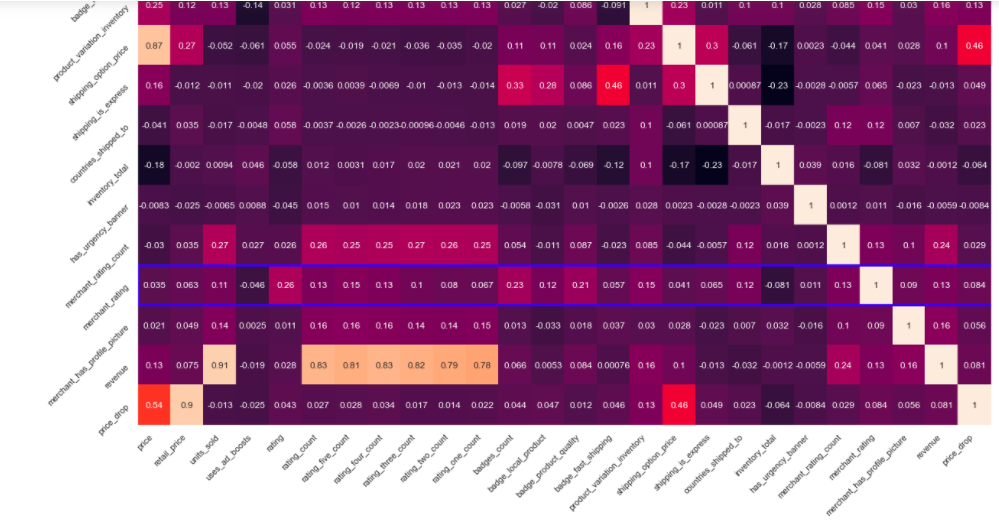 badge_
0.25 0.12 0.12 -0.14 0.031 0.13 0.12 0.13 0.13 0.13 0.13 0.027 -0.02 0.086 -0.091 1 0.23 0.011 0.1 0.1 0.028 0.085 0.15 0.03 0.16 0.13
product_variation_inventory
0.87 0.27 -0.052 -0.061 0.055 -0.024 -0.019 -0.021 -0.036 -0.035 -0.02 0.11 0.11 0.024 0.16 0.23 1 0.3 -0.061 -0.17 0.0023 -0.044 0.041 0.028 0.1 0.46
shipping_option_price
0.16 -0.012 -0.011 -0.02 0.026 -0.0036 0.0039 -0.0069 -0.01 -0.013 -0.014 0.33 0.28 0.086 0.46 0.011 0.3 1 0.00087 -0.23 -0.0028 -0.0057 0.065 -0.023 -0.013 0.049
shipping_is_express
-0.041 0.035 -0.017 -0.0048 0.058 -0.0037 -0.0026 -0.0023 -0.00096 -0.0046 -0.013 0.019 0.02 0.0047 0.023 0.1 -0.061 0.00087 1 -0.017 -0.0023 0.12 0.12 0.007 -0.032 0.023
countries_shipped_to
-0.18 -0.002 0.0094 0.046 -0.058 0.012 0.0031 0.017 0.02 0.021 0.02 -0.097 -0.0078 -0.069 -0.12 0.1 -0.17 -0.23 -0.017 1 0.039 0.016 -0.081 0.032 -0.0012 -0.064
inventory_total
-0.0083 -0.025 -0.0065 0.0088 -0.045 0.015 0.01 0.014 0.018 0.023 0.023 -0.0058 -0.031 0.01 -0.0026 0.028 0.0023 -0.0028 -0.0023 0.039 1 0.0012 0.011 -0.016 -0.0059 -0.0084
has_urgency_banner
-0.03 0.035 0.27 0.027 0.026 0.26 0.25 0.25 0.27 0.26 0.25 0.054 -0.011 0.087 -0.023 0.085 -0.044 -0.0057 0.12 0.016 0.0012 1 0.13 0.1 0.24 0.029
merchant_rating_count
0.035 0.063 0.11 -0.046 0.26 0.13 0.15 0.13 0.1 0.08 0.067 0.23 0.12 0.21 0.057 0.15 0.041 0.065 0.12 -0.081 0.011 0.13 1 0.09 0.13 0.084
merchant_rating
0.021 0.049 0.14 0.0025 0.011 0.16 0.16 0.16 0.14 0.14 0.15 0.013 -0.033 0.018 0.037 0.03 0.028 -0.023 0.007 0.032 -0.016 0.1 0.09 1 0.16 0.056
merchant_has_profile_picture
0.13 0.075 0.91 -0.019 0.028 0.83 0.81 0.83 0.82 0.79 0.78 0.066 0.0053 0.084 0.00076 0.16 0.1 -0.013 -0.032 -0.0012 -0.0059 0.24 0.13 0.16 1 0.081
revenue
0.54 0.9 -0.013 -0.025 0.043 0.027 0.028 0.034 0.017 0.014 0.022 0.044 0.047 0.012 0.046 0.13 0.46 0.049 0.023 -0.064 -0.0084 0.029 0.084 0.056 0.081 1
price_drop
price
retail_price
units_sold
uses_ad_boosts
rating
rating_count
rating_five_count
rating_four_count
rating_three_count
rating_two_count
rating_one_count
badges_count
badge_local_product
badge_product_quality
badge_fast_shipping
product_variation_inventory
shipping_option_price
shipping_is_express
countries_shipped_to
inventory_total
has_urgency_banner
merchant_rating_count
merchant_rating
merchant_has_profile_picture
revenue
price_drop